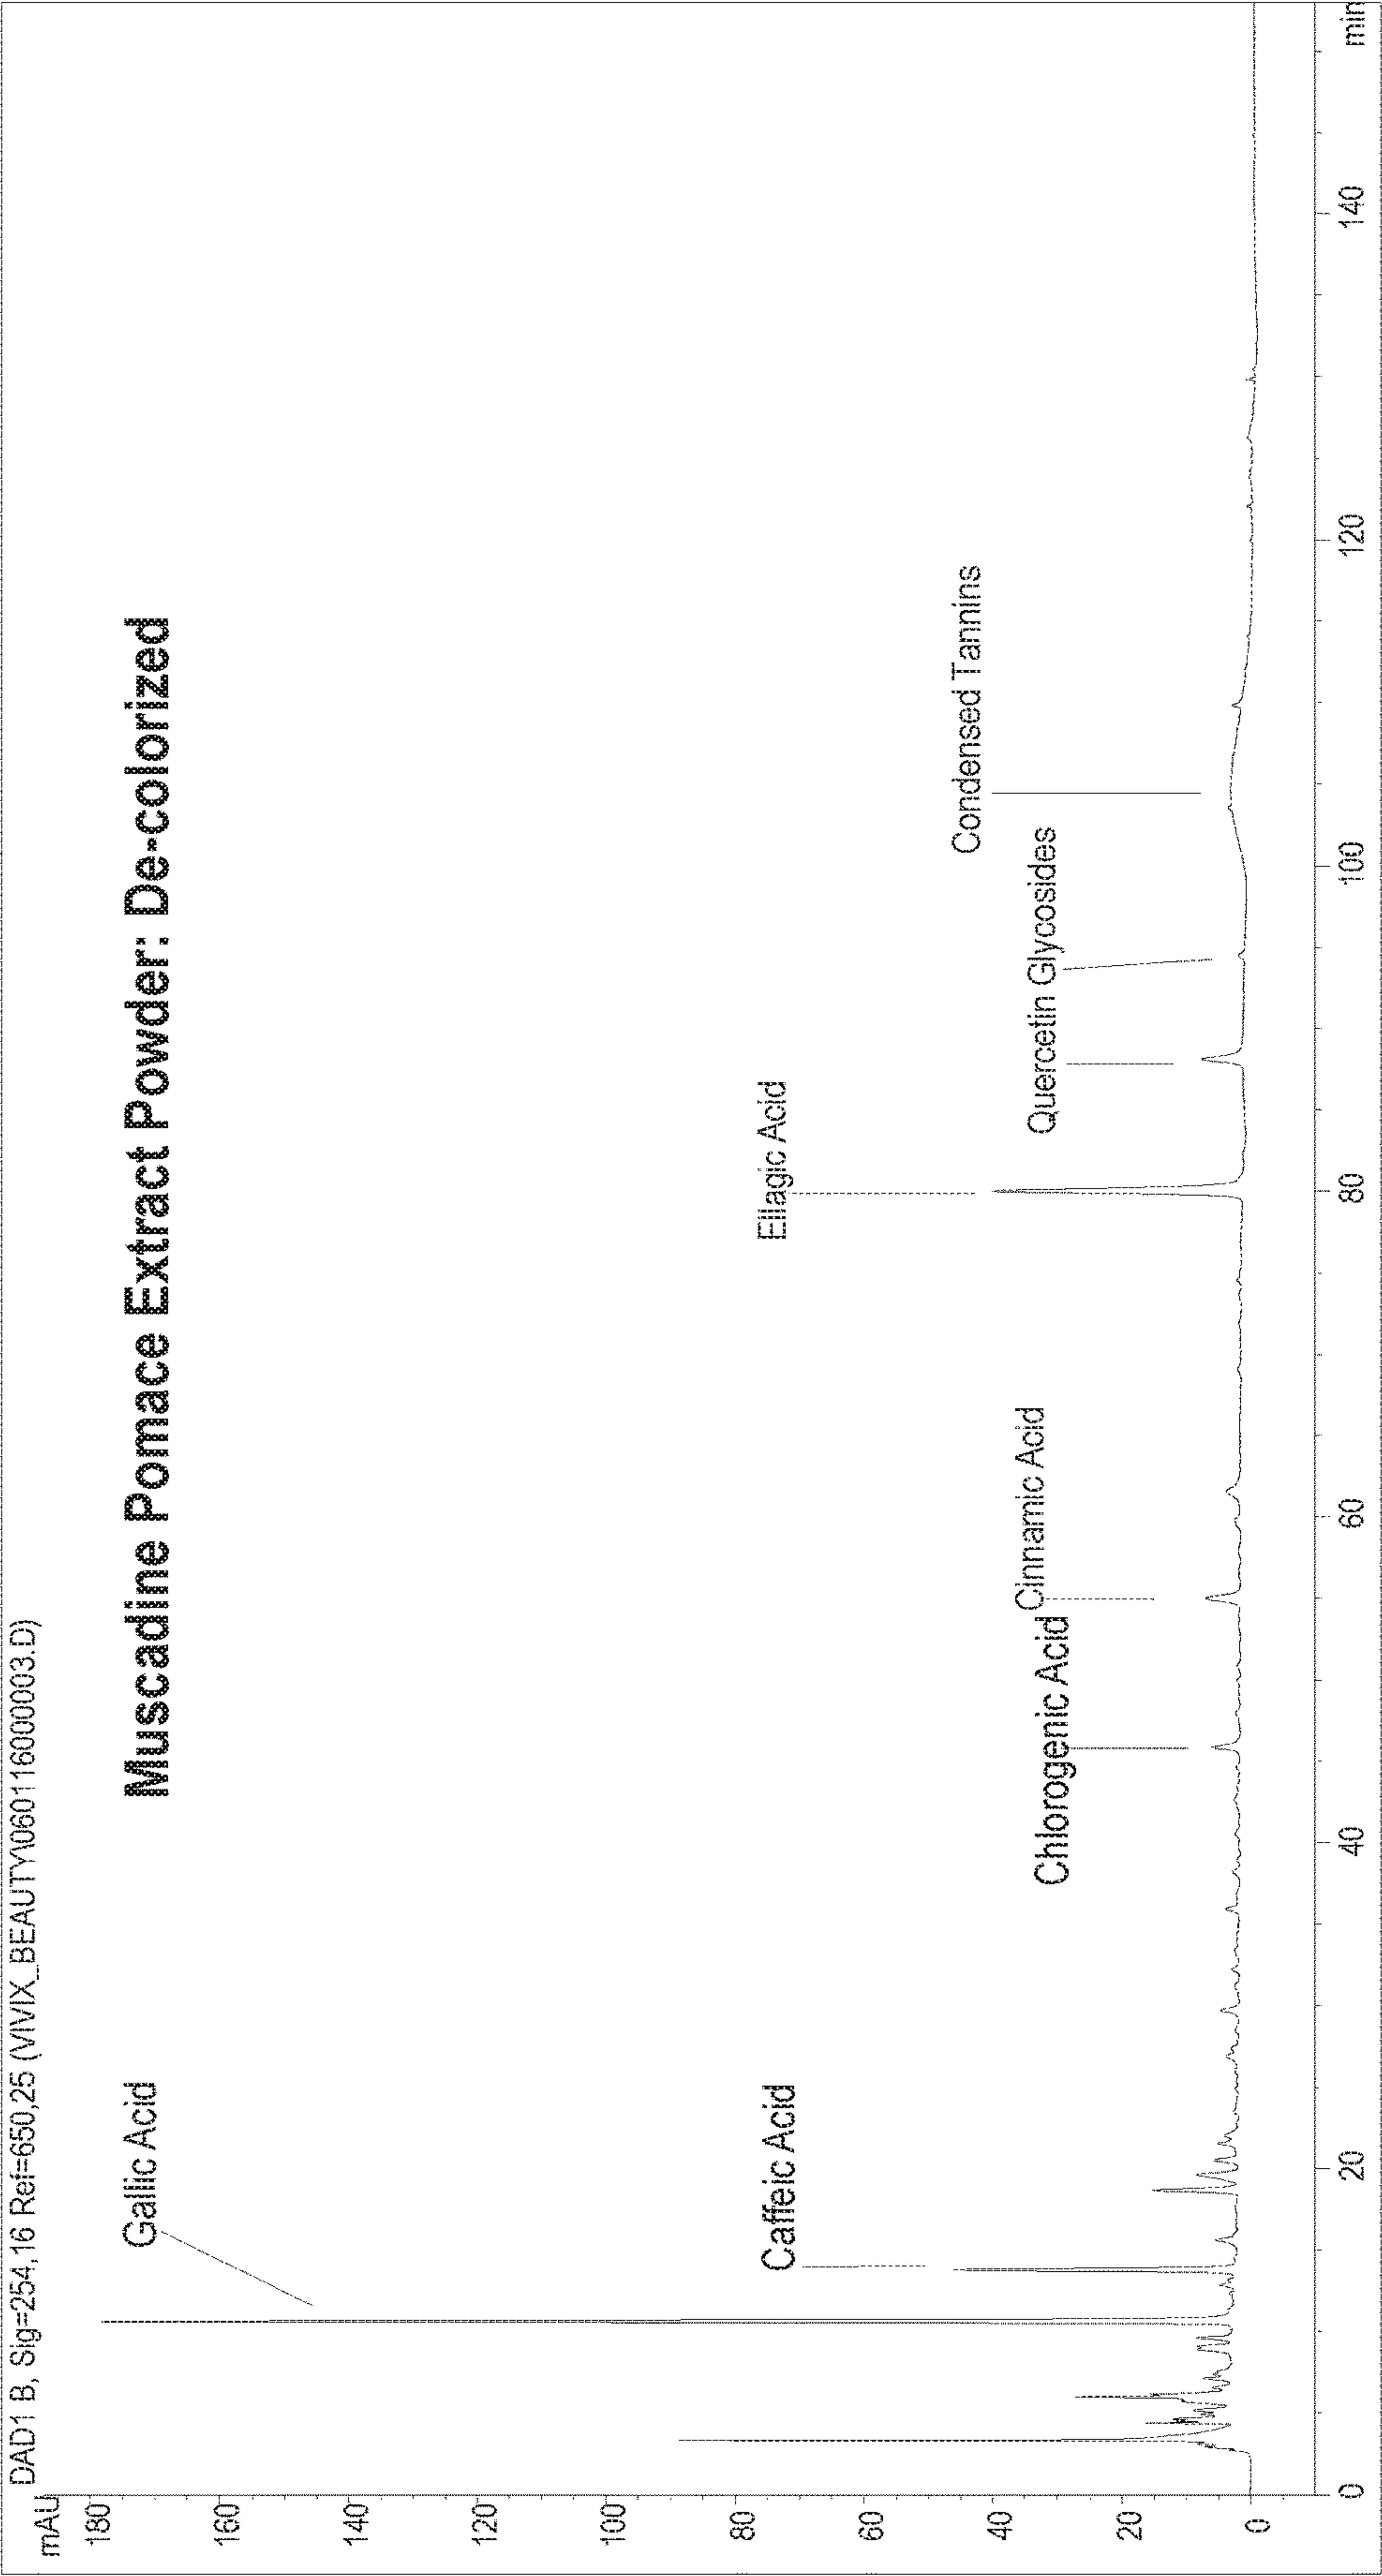 DAD1 B, Sig=254,16 Ref=650,25 (VIVIX_BEAUTY\060116000003.D)
mAU
Muscadine Pomace Extract Powder: De-colorized
Gallic Acid
Caffeic Acid
Chlorogenic Acid
Cinnamic Acid
Ellagic Acid
Quercetin Glycosides
Condensed Tannins
180
160
140
120
100
80
60
40
20
0
0
20
40
60
80
100
120
140
min